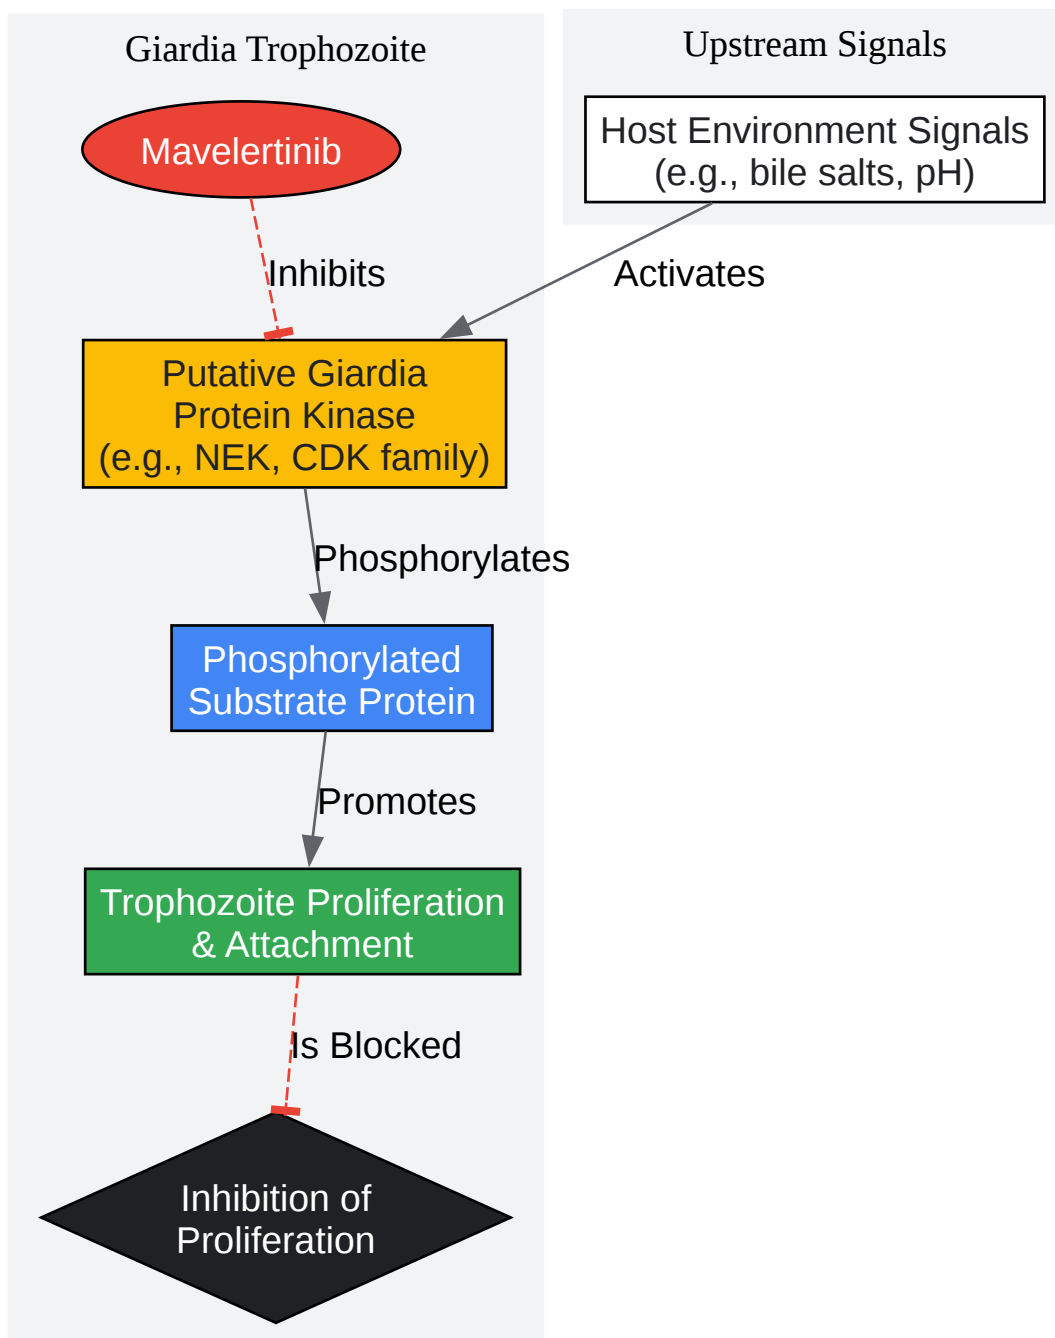 Giardia Trophozoite
Upstream Signals
Mavelertinib
Host Environment Signals
(e.g., bile salts, pH)
Inhibits
Activates
Putative Giardia
Protein Kinase
(e.g., NEK, CDK family)
Phosphorylates
Phosphorylated
Substrate Protein
Promotes
Trophozoite Proliferation
& Attachment
Is Blocked
Inhibition of
Proliferation